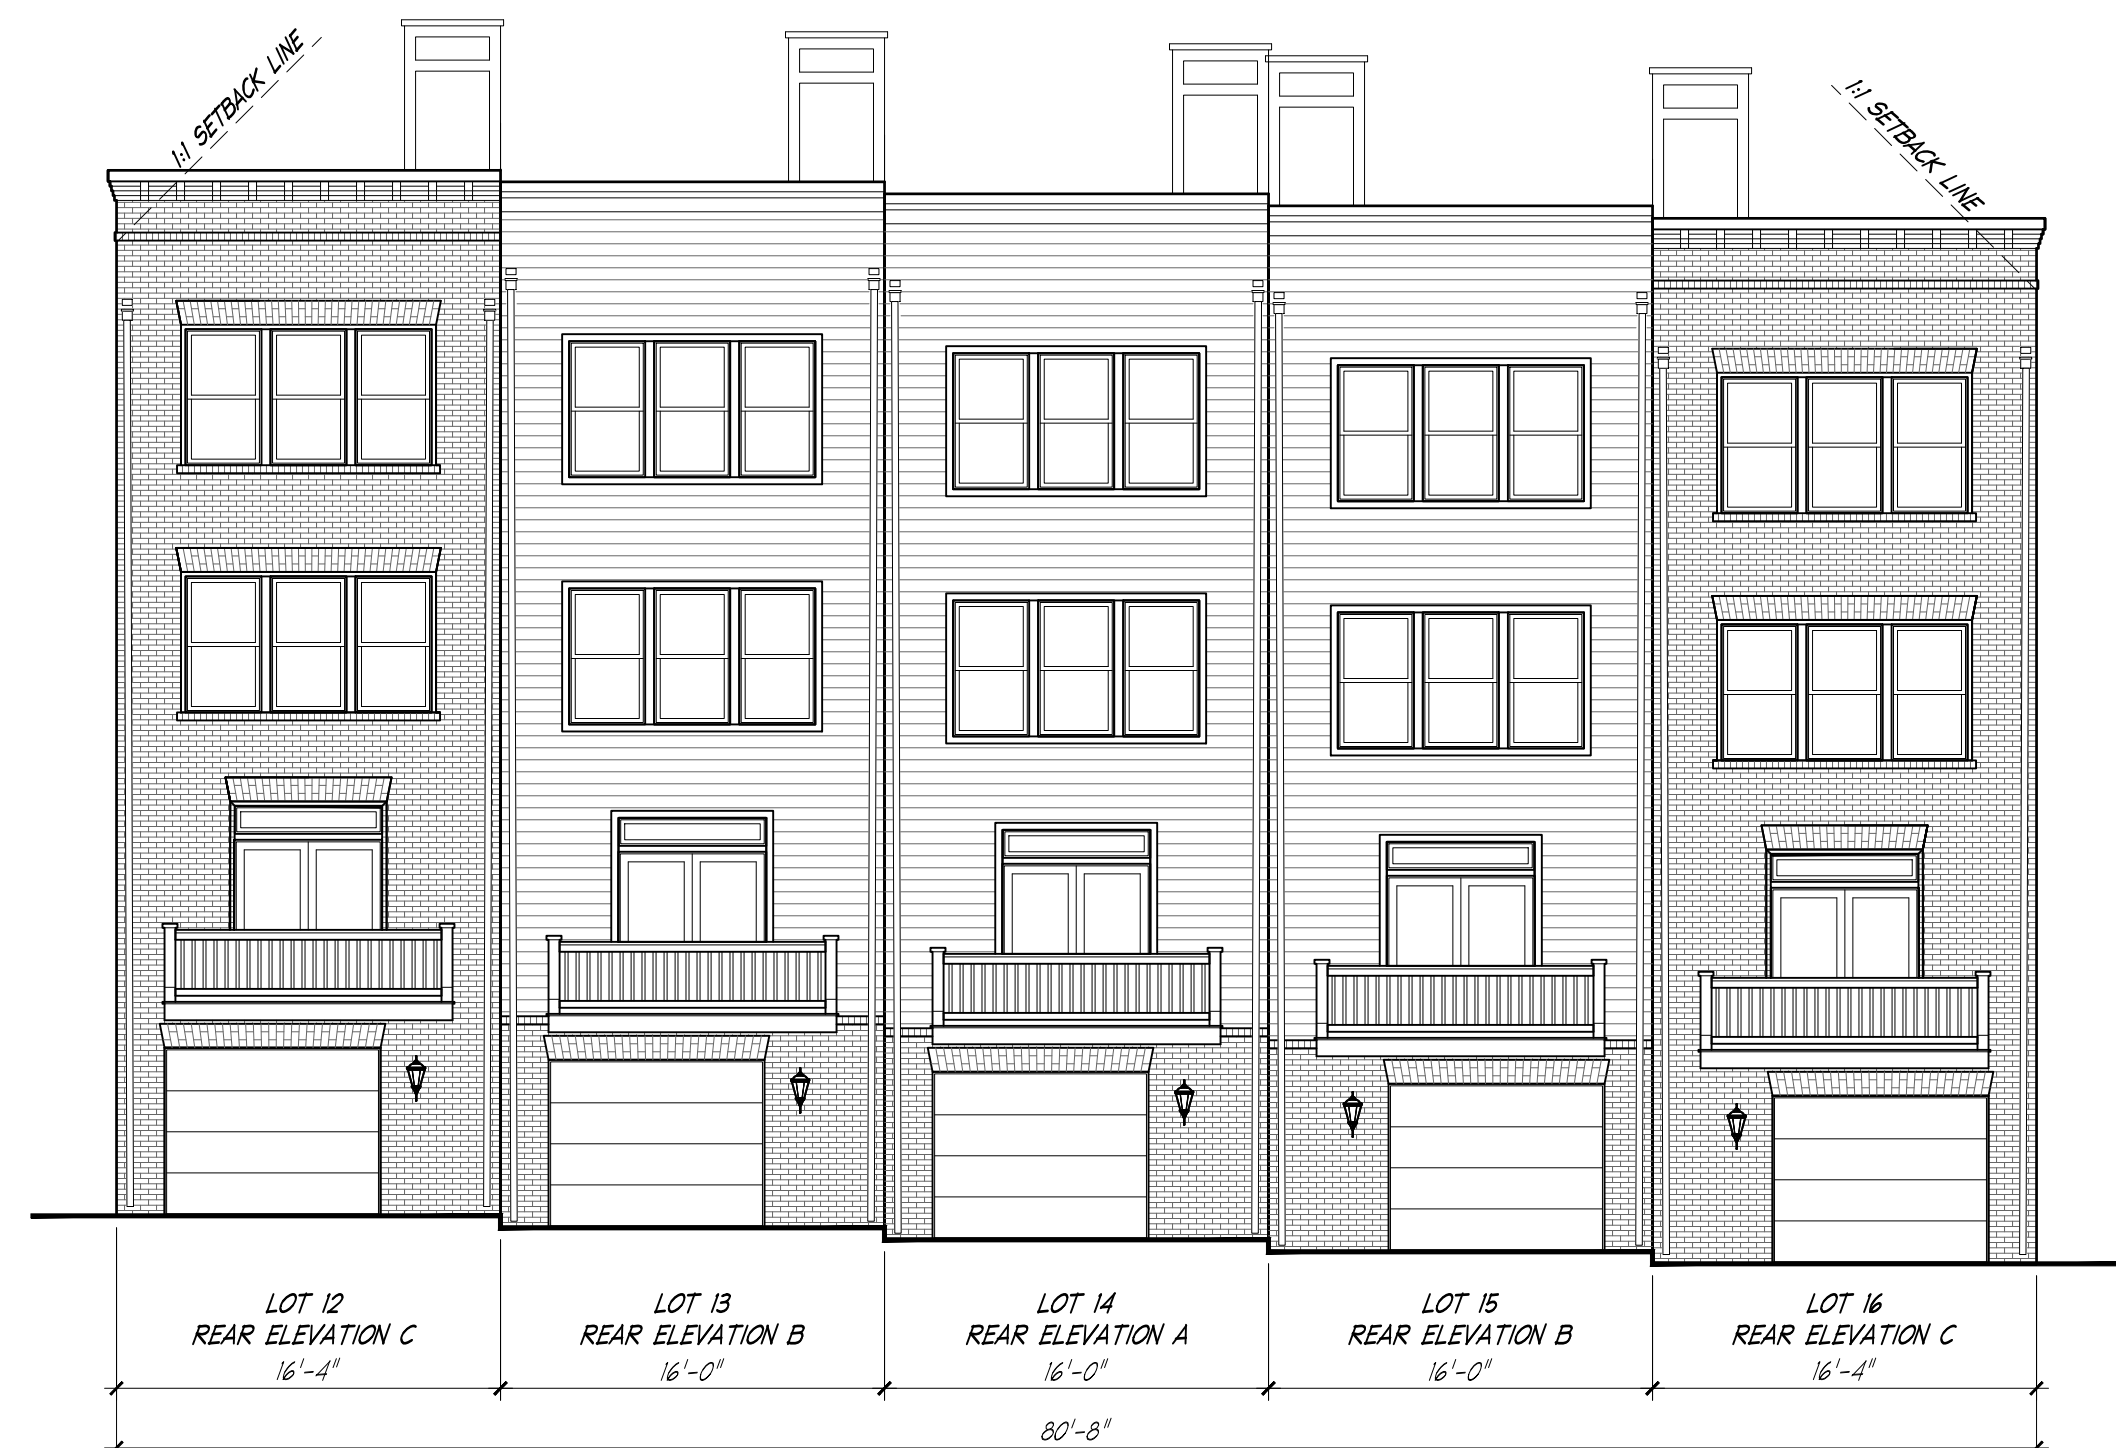 1:1 SETBACK LINE
1:1 SETBACK LINE
LOT 12
REAR ELEVATION C
16'-4"
LOT 13
REAR ELEVATION B
16'-0"
LOT 14
REAR ELEVATION A
16'-0"
LOT 15
REAR ELEVATION B
16'-0"
LOT 16
REAR ELEVATION C
16'-4"
80'-8"